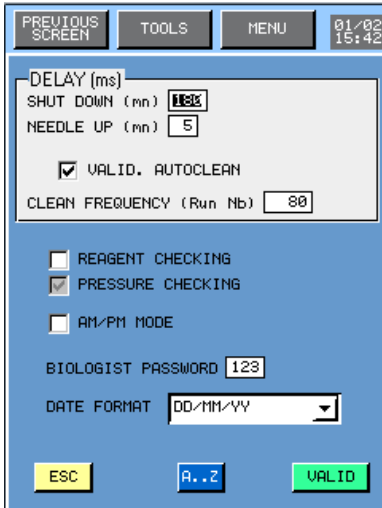 PREVIOUS SCREEN TOOLS MENU 01/02 15:42
DELAY (ms)
SHUT DOWN (mn)
NEEDLE UP (mn) 5
VALID. AUTOCLEAN
CLEAN FREQUENCY (Run Nb) 80
REAGENT CHECKING
PRESSURE CHECKING
AM/PM MODE
BIOLOGIST PASSWORD 123
DATE FORMAT DD/MM/YY
ESC A..Z VALID